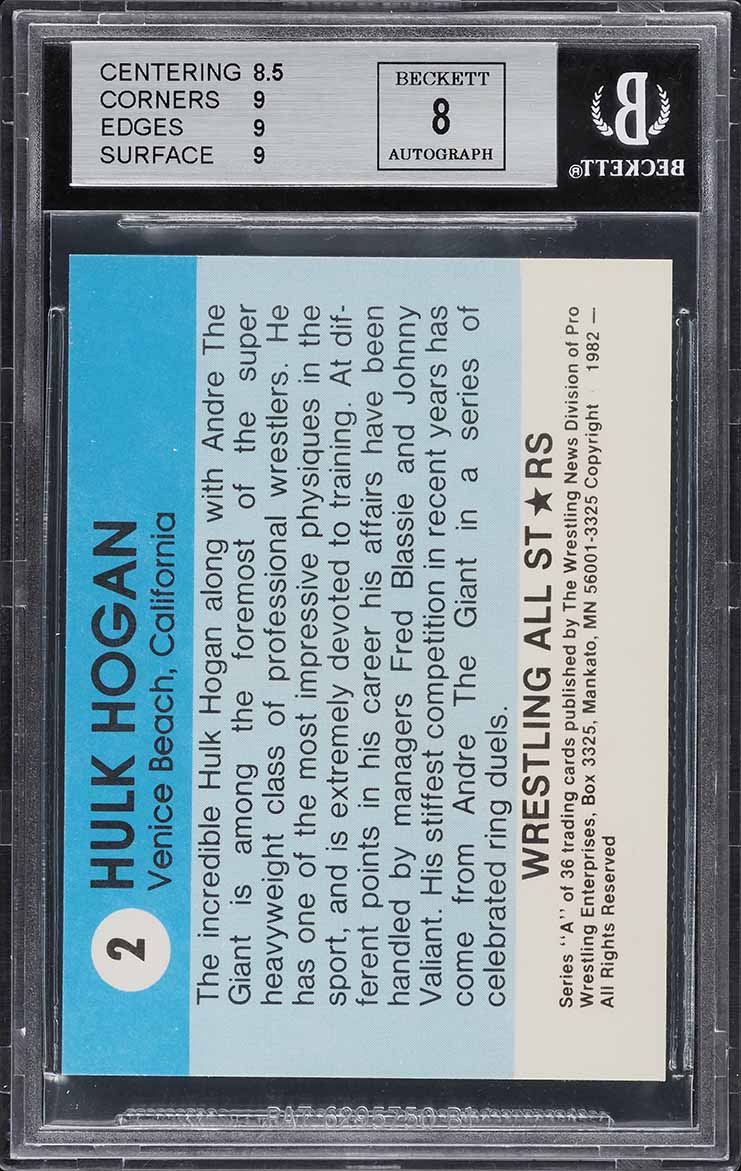 CENTERING 8.5
CORNERS 9
EDGES 9
SURFACE 9
BECKETT
8
AUTOGRAPH
B
BECKETT®
2
HULK HOGAN
Venice Beach, California
The incredible Hulk Hogan along with Andre The
Giant is among the foremost of the super
heavyweight class of professional wrestlers. He
has one of the most impressive physiques in the
sport, and is extremely devoted to training. At dif-
ferent points in his career his affairs have been
handled by managers Fred Blassie and Johnny
Valiant. His stiffest competition in recent years has
come from Andre The Giant in a series of
celebrated ring duels.
WRESTLING ALL ST★RS
Series "A" of 36 trading cards published by The Wrestling News Division of Pro
Wrestling Enterprises, Box 3325, Mankato, MN 56001-3325 Copyright 1982 —
All Rights Reserved